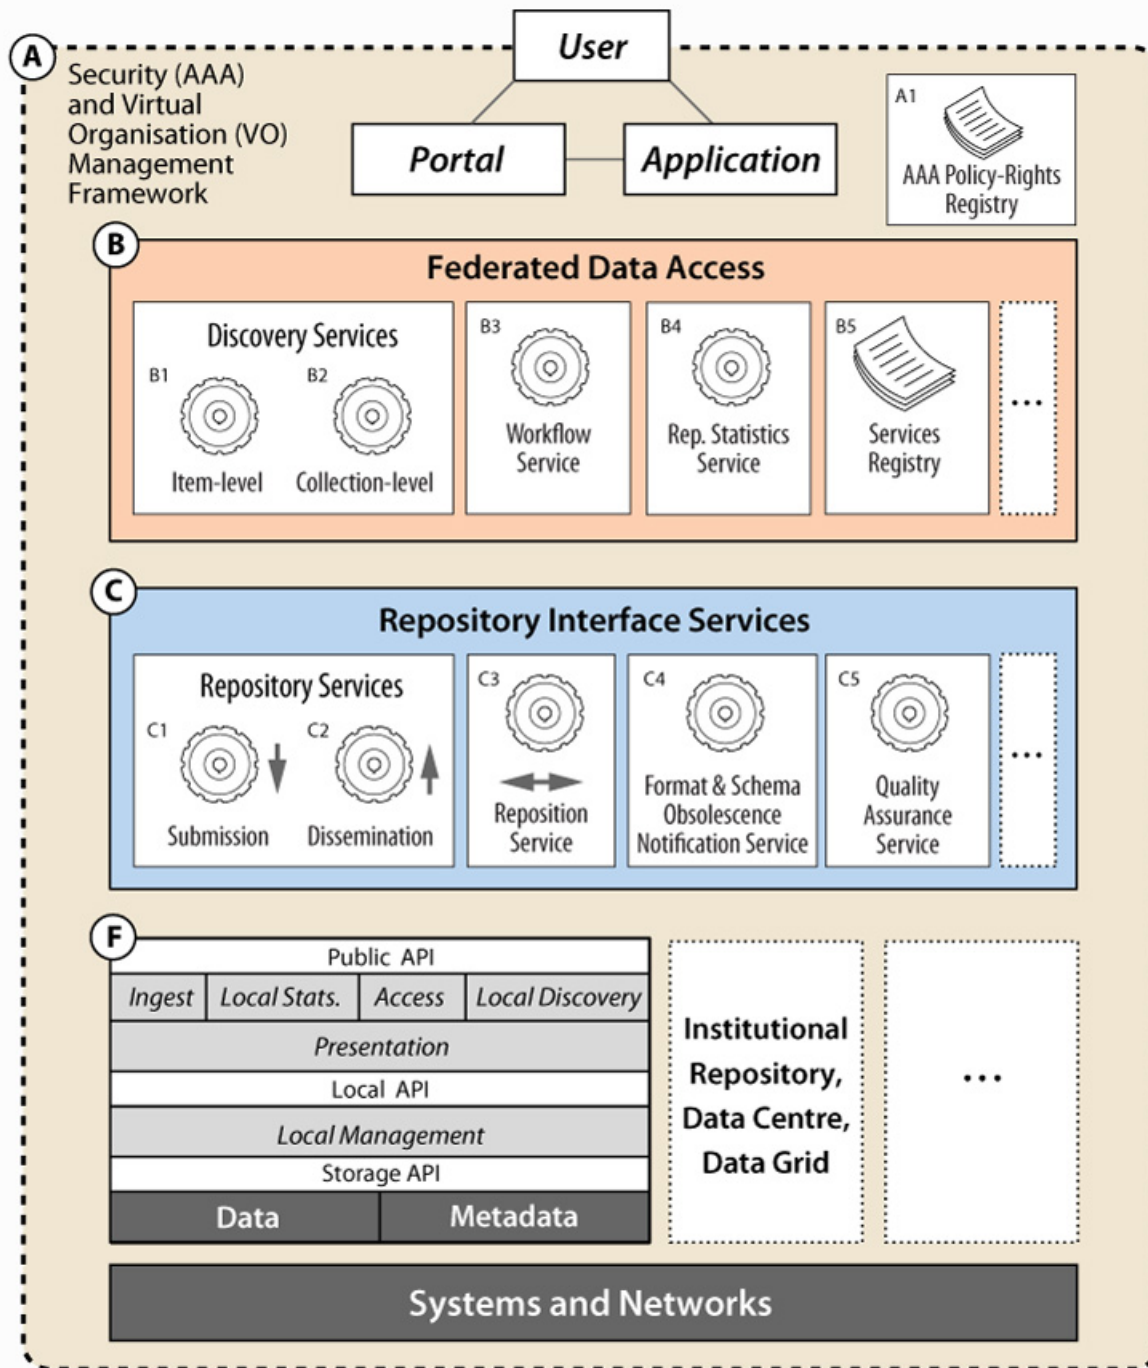 User
A
Security (AAA)
and Virtual
Organisation (VO)
Management
Framework
Portal
Application
A1
AAA Policy-Rights
Registry
B
Federated Data Access
Discovery Services
B1
B2
Item-level
Collection-level
B3
Workflow
Service
B4
Rep. Statistics
Service
B5
Services
Registry
...
C
Repository Interface Services
Repository Services
C1
C2
Submission
Dissemination
C3
Reposition
Service
C4
Format & Schema
Obsolescence
Notification Service
C5
Quality
Assurance
Service
...
F
Public API
Ingest
Local Stats.
Access
Local Discovery
Presentation
Local API
Local Management
Storage API
Data
Metadata
Institutional
Repository,
Data Centre,
Data Grid
...
Systems and Networks